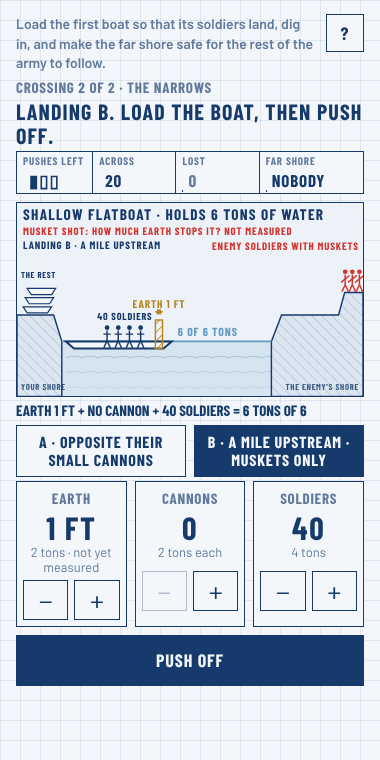 Load the first boat so that its soldiers land, dig
in, and make the far shore safe for the rest of the
army to follow.
?
CROSSING 2 OF 2 · THE NARROWS
LANDING B. LOAD THE BOAT, THEN PUSH
OFF.
PUSHES LEFT
ACROSS
20
LOST
0
FAR SHORE
NOBODY
SHALLOW FLATBOAT · HOLDS 6 TONS OF WATER
MUSKET SHOT: HOW MUCH EARTH STOPS IT? NOT MEASURED
LANDING B · A MILE UPSTREAM
ENEMY SOLDIERS WITH MUSKETS
THE REST
EARTH 1 FT
40 SOLDIERS
6 OF 6 TONS
YOUR SHORE
THE ENEMY'S SHORE
EARTH 1 FT + NO CANNON + 40 SOLDIERS = 6 TONS OF 6
A · OPPOSITE THEIR
SMALL CANNONS
B · A MILE UPSTREAM ·
MUSKETS ONLY
EARTH
1 FT
2 tons · not yet
measured
− +
CANNONS
0
2 tons each
− +
SOLDIERS
40
4 tons
− +
PUSH OFF